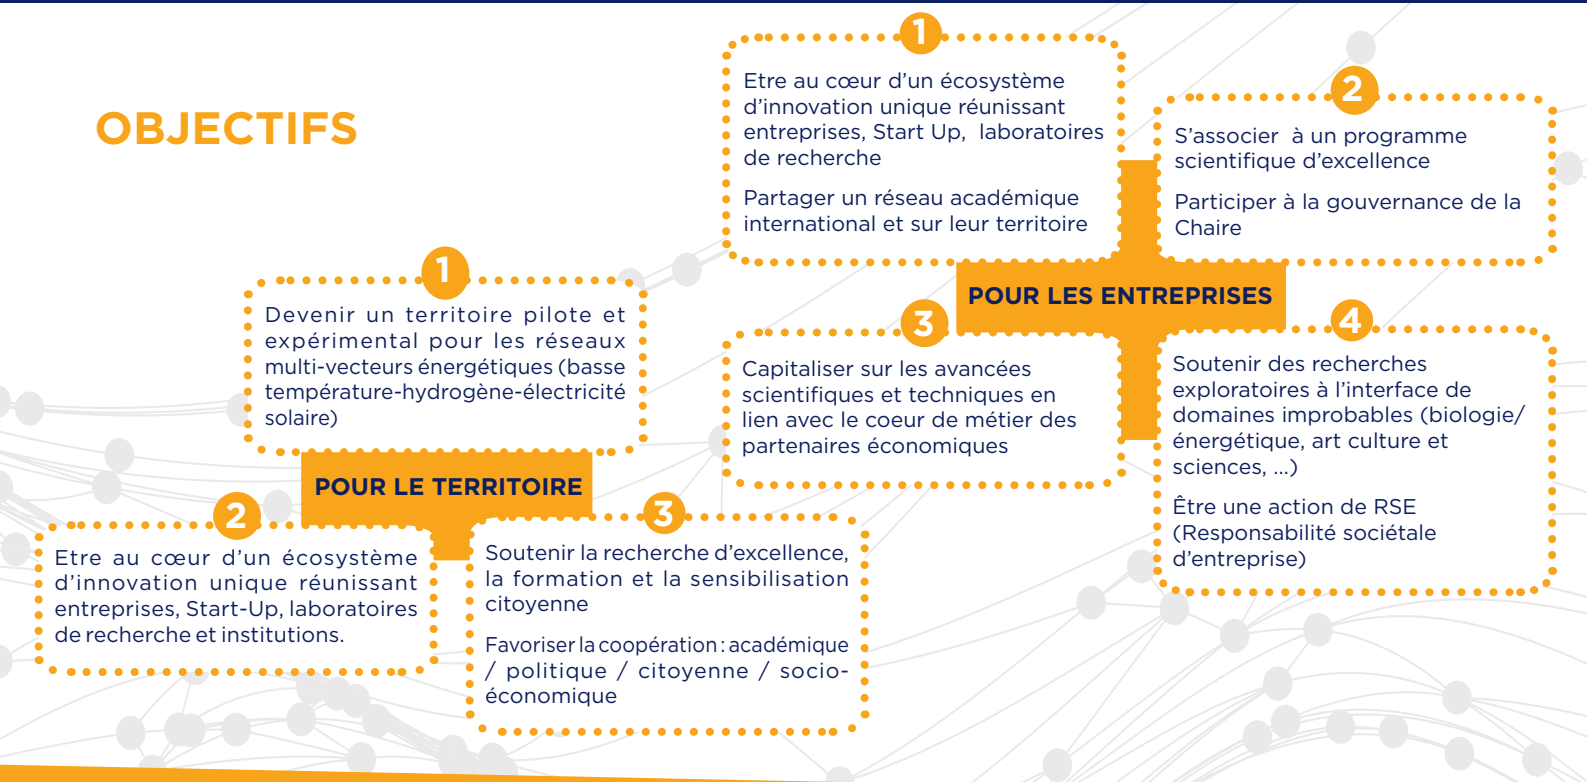 OBJECTIFS
POUR LE TERRITOIRE
1
Devenir un territoire pilote et
expérimental pour les réseaux
multi-vecteurs énergétiques (basse
température-hydrogène-électricité
solaire)
2
Etre au cœur d’un écosystème
d’innovation unique réunissant
entreprises, Start-Up, laboratoires
de recherche et institutions.
3
Soutenir la recherche d’excellence,
la formation et la sensibilisation
citoyenne
Favoriser la coopération : académique
/ politique / citoyenne / socio-
économique
POUR LES ENTREPRISES
1
Etre au cœur d’un écosystème
d’innovation unique réunissant
entreprises, Start Up, laboratoires
de recherche
Partager un réseau académique
international et sur leur territoire
2
S’associer à un programme
scientifique d’excellence
Participer à la gouvernance de la
Chaire
3
Capitaliser sur les avancées
scientifiques et techniques en
lien avec le coeur de métier des
partenaires économiques
4
Soutenir des recherches
exploratoires à l’interface de
domaines improbables (biologie/
énergétique, art culture et
sciences, ...)
Être une action de RSE
(Responsabilité sociétale
d’entreprise)